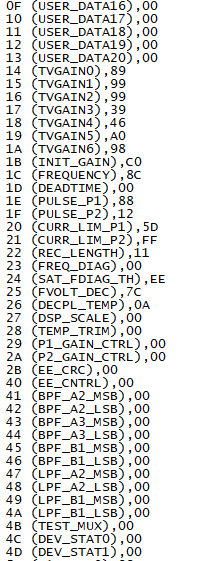 0F (USER_DATA16),00
10 (USER_DATA17),00
11 (USER_DATA18),00
12 (USER_DATA19),00
13 (USER_DATA20),00
14 (TVGAIN0),89
15 (TVGAIN1),99
16 (TVGAIN2),99
17 (TVGAIN3),39
18 (TVGAIN4),46
19 (TVGAIN5),A0
1A (TVGAIN6),98
1B (INIT_GAIN),C0
1C (FREQUENCY),8C
1D (DEADTIME),00
1E (PULSE_P1),88
1F (PULSE_P2),12
20 (CURR_LIM_P1),5D
21 (CURR_LIM_P2),FF
22 (REC_LENGTH),11
23 (FREQ_DIAG),00
24 (SAT_FDIAG_TH),EE
25 (FVOLT_DEC),7C
26 (DECPL_TEMP),0A
27 (DSP_SCALE),00
28 (TEMP_TRIM),00
29 (P1_GAIN_CTRL),00
2A (P2_GAIN_CTRL),00
2B (EE_CRC),00
40 (EE_CNTRL),00
41 (BPF_A2_MSB),00
42 (BPF_A2_LSB),00
43 (BPF_A3_MSB),00
44 (BPF_A3_LSB),00
45 (BPF_B1_MSB),00
46 (BPF_B1_LSB),00
47 (LPF_A2_MSB),00
48 (LPF_A2_LSB),00
49 (LPF_B1_MSB),00
4A (LPF_B1_LSB),00
4B (TEST_MUX),00
4C (DEV_STAT0),00
4D (DEV_STAT1),00